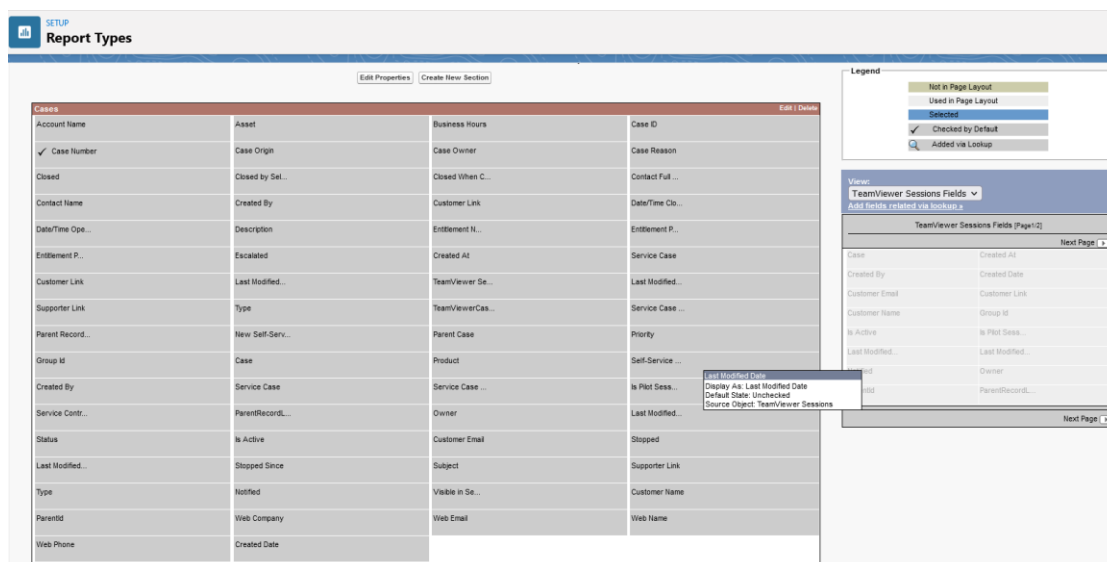 SETUP
Report Types
Edit Properties Create New Section
Cases Edit | Delete
Account Name Asset Business Hours Case ID
Case Number Case Origin Case Owner Case Reason
Closed Closed by Sel... Closed When C... Contact Full ...
Contact Name Created By Customer Link Date/Time Clo...
Date/Time Ope... Description Entitlement N... Entitlement P...
Entitlement P... Escalated Created At Service Case
Customer Link Last Modified... TeamViewer Se... Last Modified...
Supporter Link Type TeamViewerCas... Service Case ...
Parent Record... New Self-Serv... Parent Case Priority
Group Id Case Product Self-Service ...
Created By Service Case Service Case ... Is Pilot Sess...
Service Contr... ParentRecordL... Owner Last Modified...
Status Is Active Customer Email Stopped
Last Modified... Stopped Since Subject Supporter Link
Type Notified Visible in Se... Customer Name
ParentId Web Company Web Email Web Name
Web Phone Created Date
Last Modified Date
Display As: Last Modified Date
Default State: Unchecked
Source Object: TeamViewer Sessions
Legend
Not in Page Layout
Used in Page Layout
Selected
Checked by Default
Added via Lookup
View:
TeamViewer Sessions Fields
Add fields related via lookup »
TeamViewer Sessions Fields [Page1/2]
Next Page
Case Created At
Created By Created Date
Customer Email Customer Link
Customer Name Group Id
Is Active Is Pilot Sess...
Last Modified... Last Modified...
Owner
ParentRecordL...
Next Page